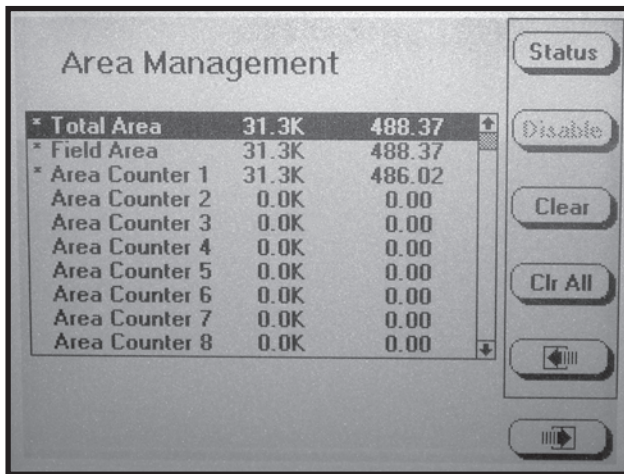 Area Management
* Total Area 31.3K 488.37
* Field Area 31.3K 488.37
* Area Counter 1 31.3K 486.02
Area Counter 2 0.0K 0.00
Area Counter 3 0.0K 0.00
Area Counter 4 0.0K 0.00
Area Counter 5 0.0K 0.00
Area Counter 6 0.0K 0.00
Area Counter 7 0.0K 0.00
Area Counter 8 0.0K 0.00
Status
Disable
Clear
Clr All